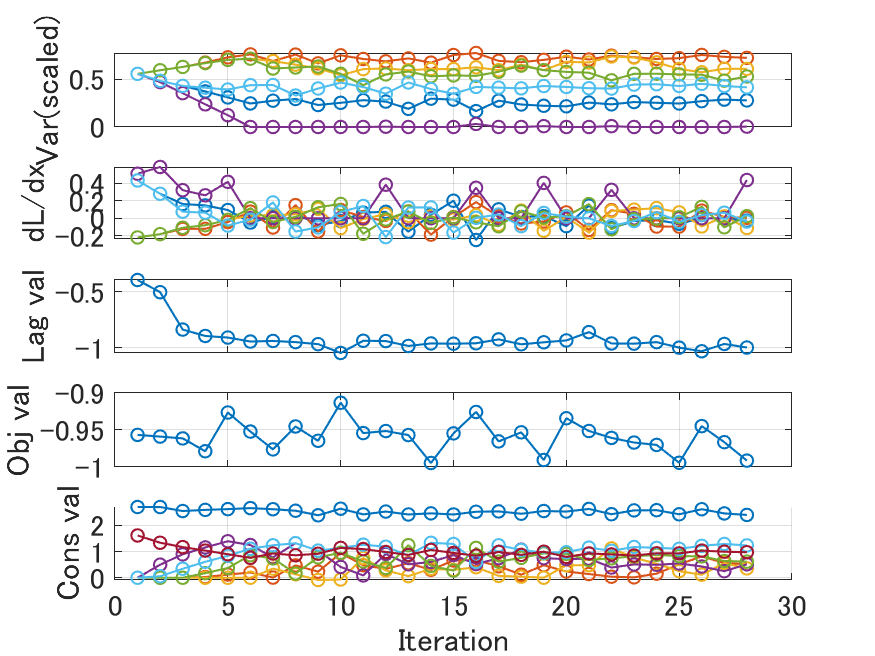 Var(scaled)
0.5
0
dL/dx
0.4
0.2
0
−0.2
Lag val
−0.5
−1
Obj val
−0.9
−0.95
−1
Cons val
2
1
0
0 5 10 15 20 25 30
Iteration